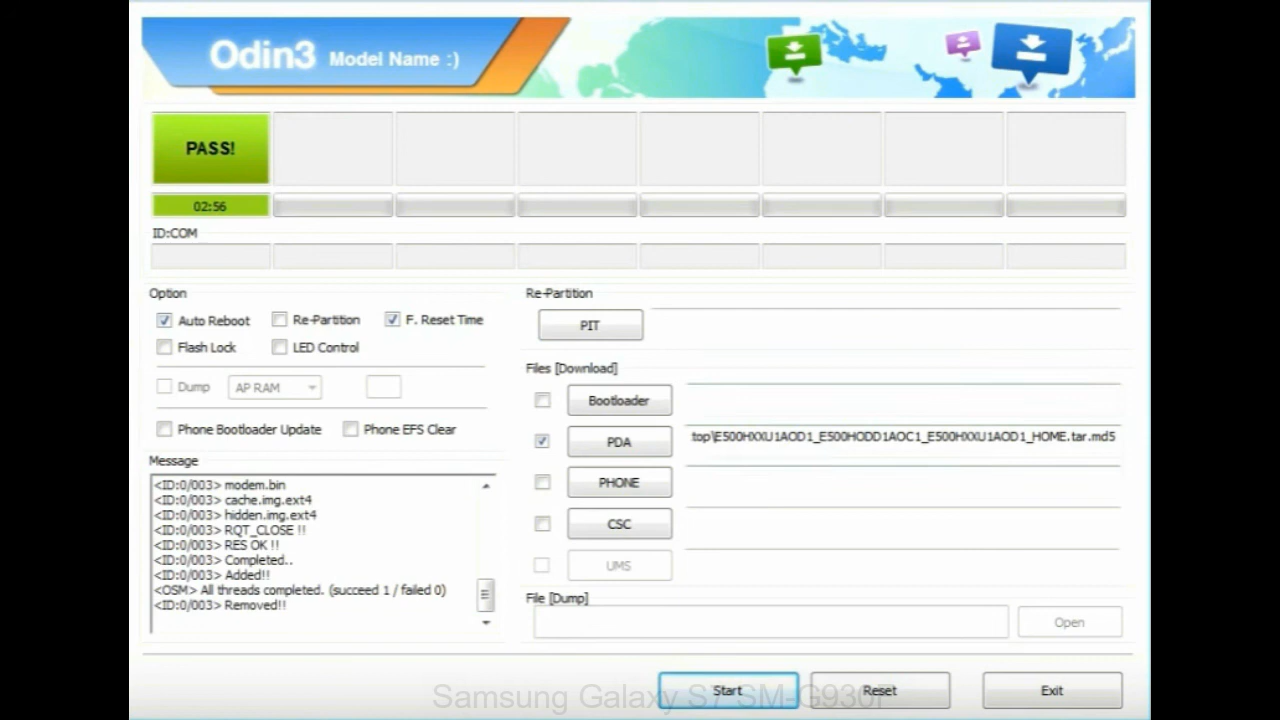 Odin3 Model Name :)
PASS!
02:56
ID:COM
Option
Auto Reboot Re-Partition F. Reset Time
Flash Lock LED Control
Dump AP RAM
Phone Bootloader Update Phone EFS Clear
Message
<ID:0/003> modem.bin
<ID:0/003> cache.img.ext4
<ID:0/003> hidden.img.ext4
<ID:0/003> RQT_CLOSE !!
<ID:0/003> RES OK !!
<ID:0/003> Completed..
<ID:0/003> Added!!
<OSM> All threads completed. (succeed 1 / failed 0)
<ID:0/003> Removed!!
Re-Partition
PIT
Files [Download]
Bootloader
PDA top\E500HXXU1AOD1_E500HODD1AOC1_E500HXXU1AOD1_HOME.tar.md5
PHONE
CSC
UMS
File [Dump]
Open
Start Reset Exit
Samsung Galaxy S7 SM-G930F